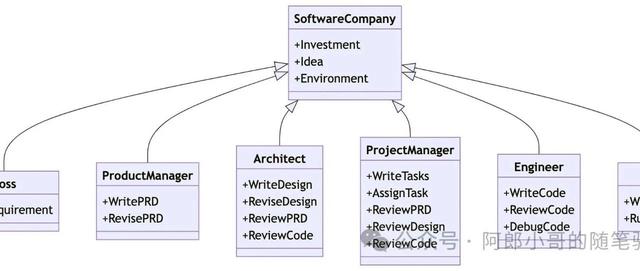 SoftwareCompany
+Investment
+Idea
+Environment
oss
quirement
ProductManager
+WritePRD
+RevisePRD
Architect
+WriteDesign
+ReviseDesign
+ReviewPRD
+ReviewCode
ProjectManager
+WriteTasks
+AssignTask
+ReviewPRD
+ReviewDesign
+ReviewCode
Engineer
+WriteCode
+ReviewCode
+DebugCode
+W
+Ru
公众号 · 阿郎小哥的随笔驿